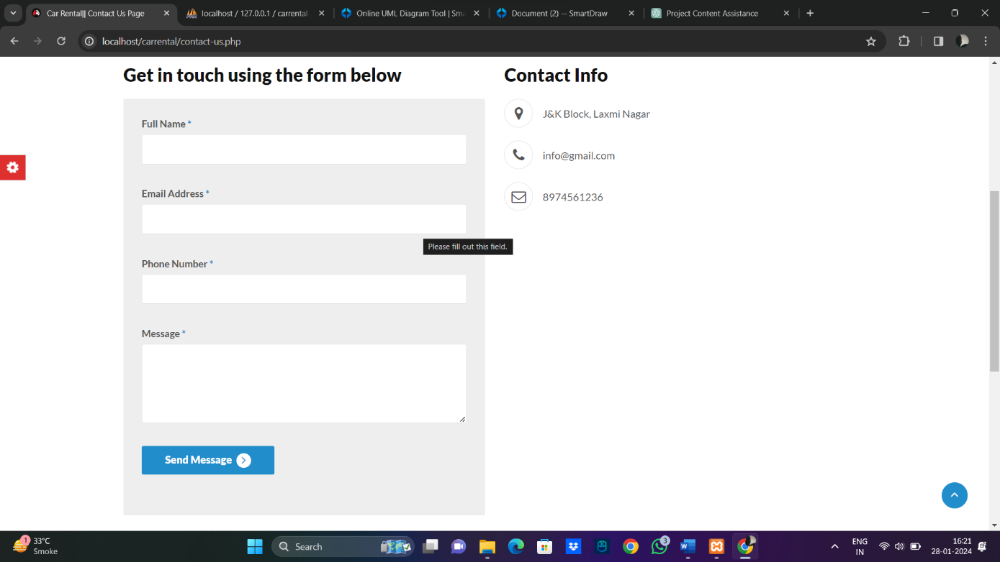 Car Rental|| Contact Us Page
localhost / 127.0.0.1 / carrental
Online UML Diagram Tool | Sma
Document (2) -- SmartDraw
Project Content Assistance
localhost/carrental/contact-us.php
Get in touch using the form below
Contact Info
Full Name *
J&K Block, Laxmi Nagar
info@gmail.com
Email Address *
8974561236
Please fill out this field.
Phone Number *
Message *
Send Message
1
33°C
Smoke
Search
3
ENG
IN
16:21
28-01-2024